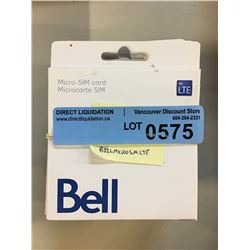 Micro-SIM card
Microcarte SIM
4G LTE
DIRECT LIQUIDATION
www.directliquidation.ca
Vancouver Discount Store
604-294-2331
LOT 0575
BELLMICROSIMLTE
Bell